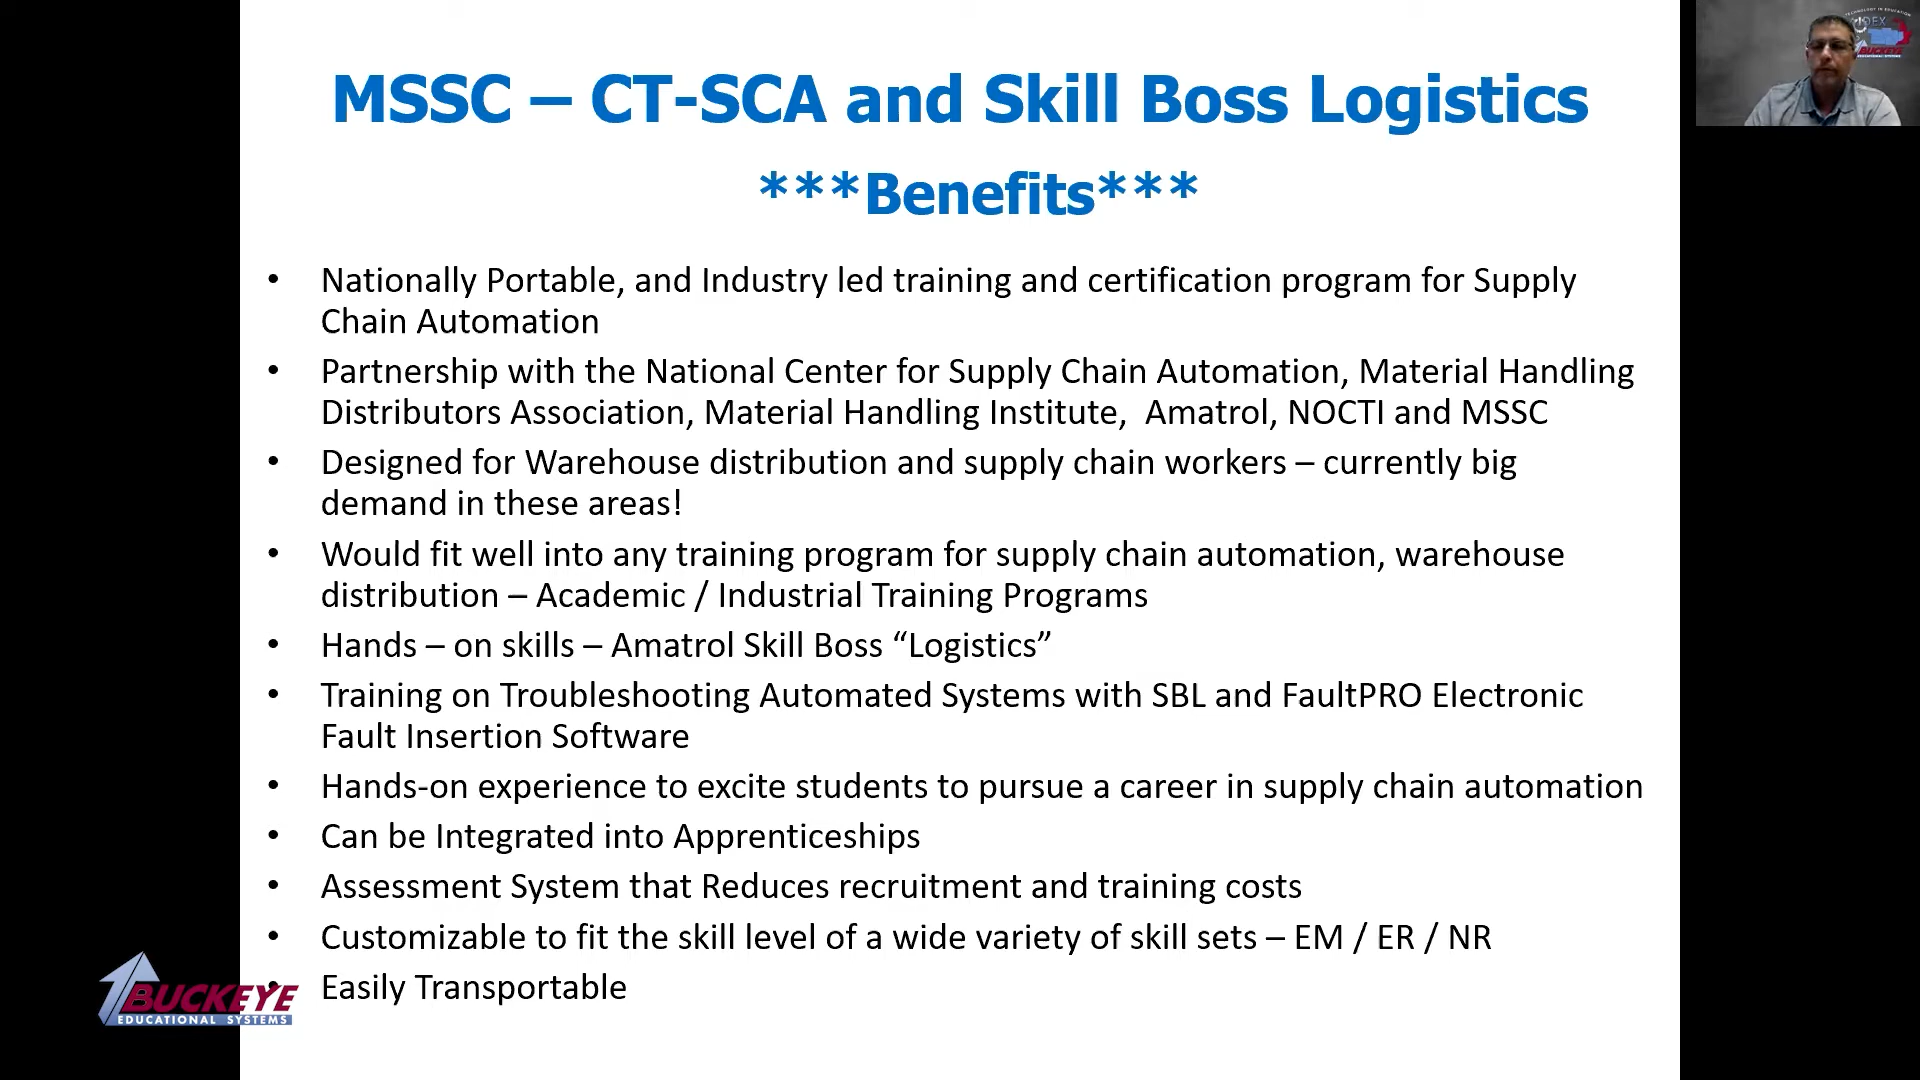 MSSC – CT-SCA and Skill Boss Logistics
***Benefits***
• Nationally Portable, and Industry led training and certification program for Supply
Chain Automation
• Partnership with the National Center for Supply Chain Automation, Material Handling
Distributors Association, Material Handling Institute,  Amatrol, NOCTI and MSSC
• Designed for Warehouse distribution and supply chain workers – currently big
demand in these areas!
• Would fit well into any training program for supply chain automation, warehouse
distribution – Academic / Industrial Training Programs
• Hands – on skills – Amatrol Skill Boss “Logistics”
• Training on Troubleshooting Automated Systems with SBL and FaultPRO Electronic
Fault Insertion Software
• Hands-on experience to excite students to pursue a career in supply chain automation
• Can be Integrated into Apprenticeships
• Assessment System that Reduces recruitment and training costs
• Customizable to fit the skill level of a wide variety of skill sets – EM / ER / NR
• Easily Transportable
BUCKEYE
EDUCATIONAL SYSTEMS
TECHNOLOGY IN EDUCATION
BUCKEYE